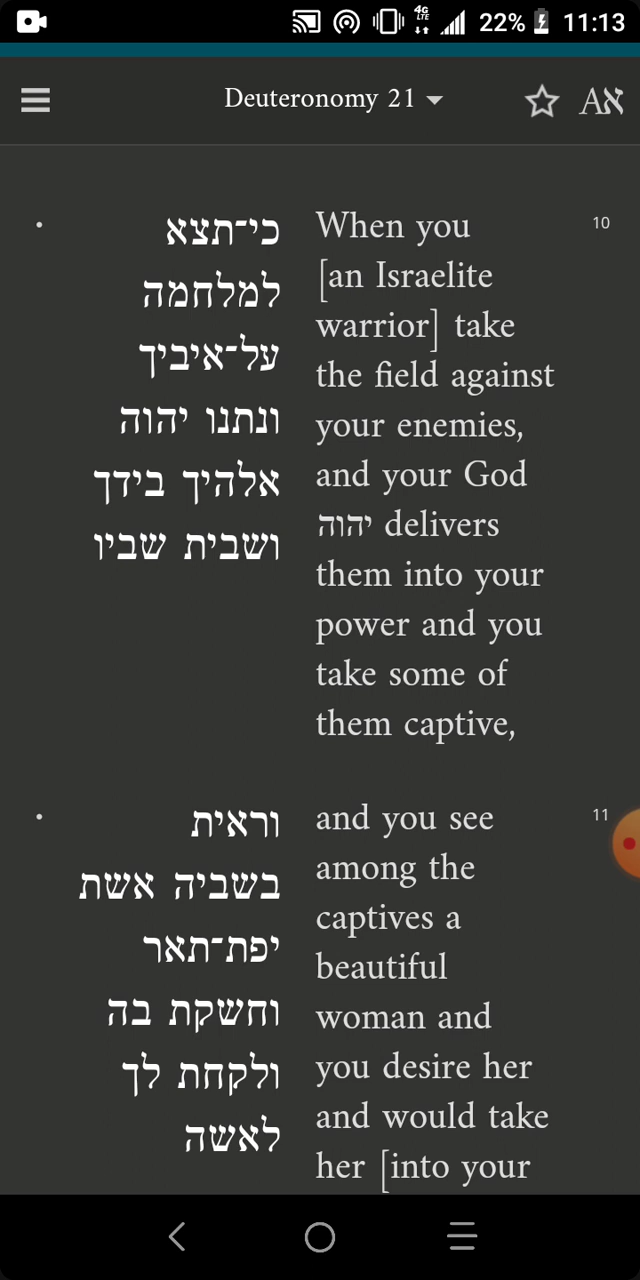 4G
LTE
22%
11:13
Deuteronomy 21
Aא
כי־תצא
למלחמה
על־איביך
ונתנו יהוה
אלהיך בידך
ושבית שביו
When you
[an Israelite
warrior] take
the field against
your enemies,
and your God
יהוה delivers
them into your
power and you
take some of
them captive,
10
וראית
בשביה אשת
יפת־תאר
וחשקת בה
ולקחת לך
לאשה
and you see
among the
captives a
beautiful
woman and
you desire her
and would take
her [into your
11